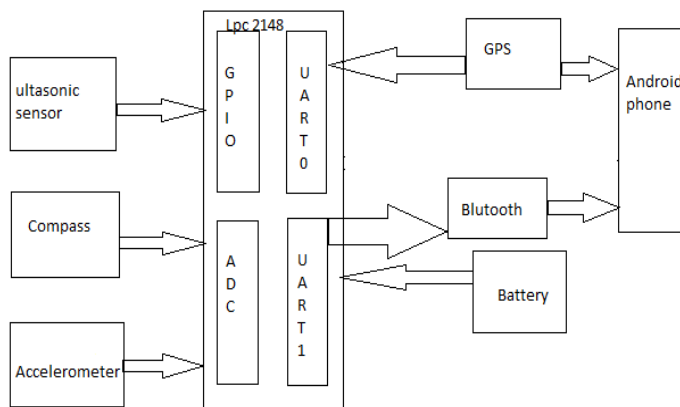 Lpc 2148
ultasonic
sensor
G
P
I
O
U
A
R
T
0
GPS
Android
phone
Compass
A
D
C
U
A
R
T
1
Blutooth
Battery
Accelerometer